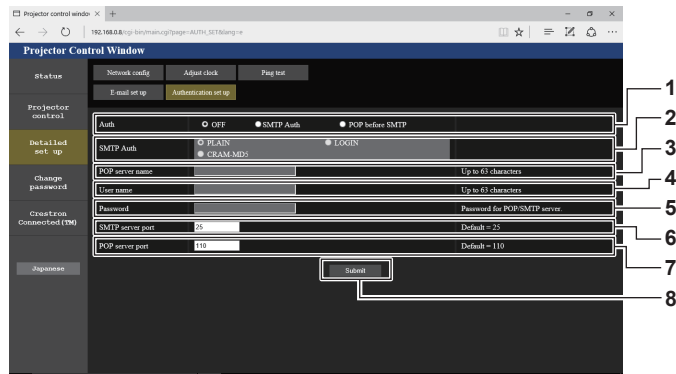 Projector control window
192.168.0.8/cgi-bin/main.cgi?page=AUTH_SET&lang=e
Projector Control Window
Status
Network config
Adjust clock
Ping test
E-mail set up
Authentication set up
1
Projector control
Auth
OFF
SMTP Auth
POP before SMTP
2
Detailed set up
SMTP Auth
PLAIN
LOGIN
CRAM-MD5
3
POP server name
Up to 63 characters
4
Change password
User name
Up to 63 characters
5
Password
Password for POP/SMTP server.
Crestron Connected(TM)
6
SMTP server port
25
Default = 25
7
POP server port
110
Default = 110
Japanese
Submit
8